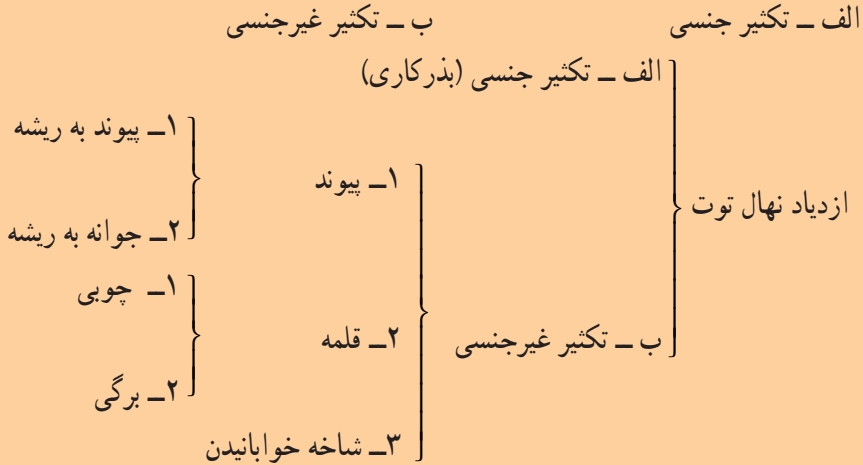 الف ــ تکثیر جنسی ب ــ تکثیر غیرجنسی
ازدیاد نهال توت
الف ــ تکثیر جنسی (بذرکاری)
ب ــ تکثیر غیرجنسی
۱ــ پیوند
۱ــ پیوند به ریشه
۲ــ جوانه به ریشه
۲ــ قلمه
۱ــ چوبی
۲ــ برگی
۳ــ شاخه خوابانیدن